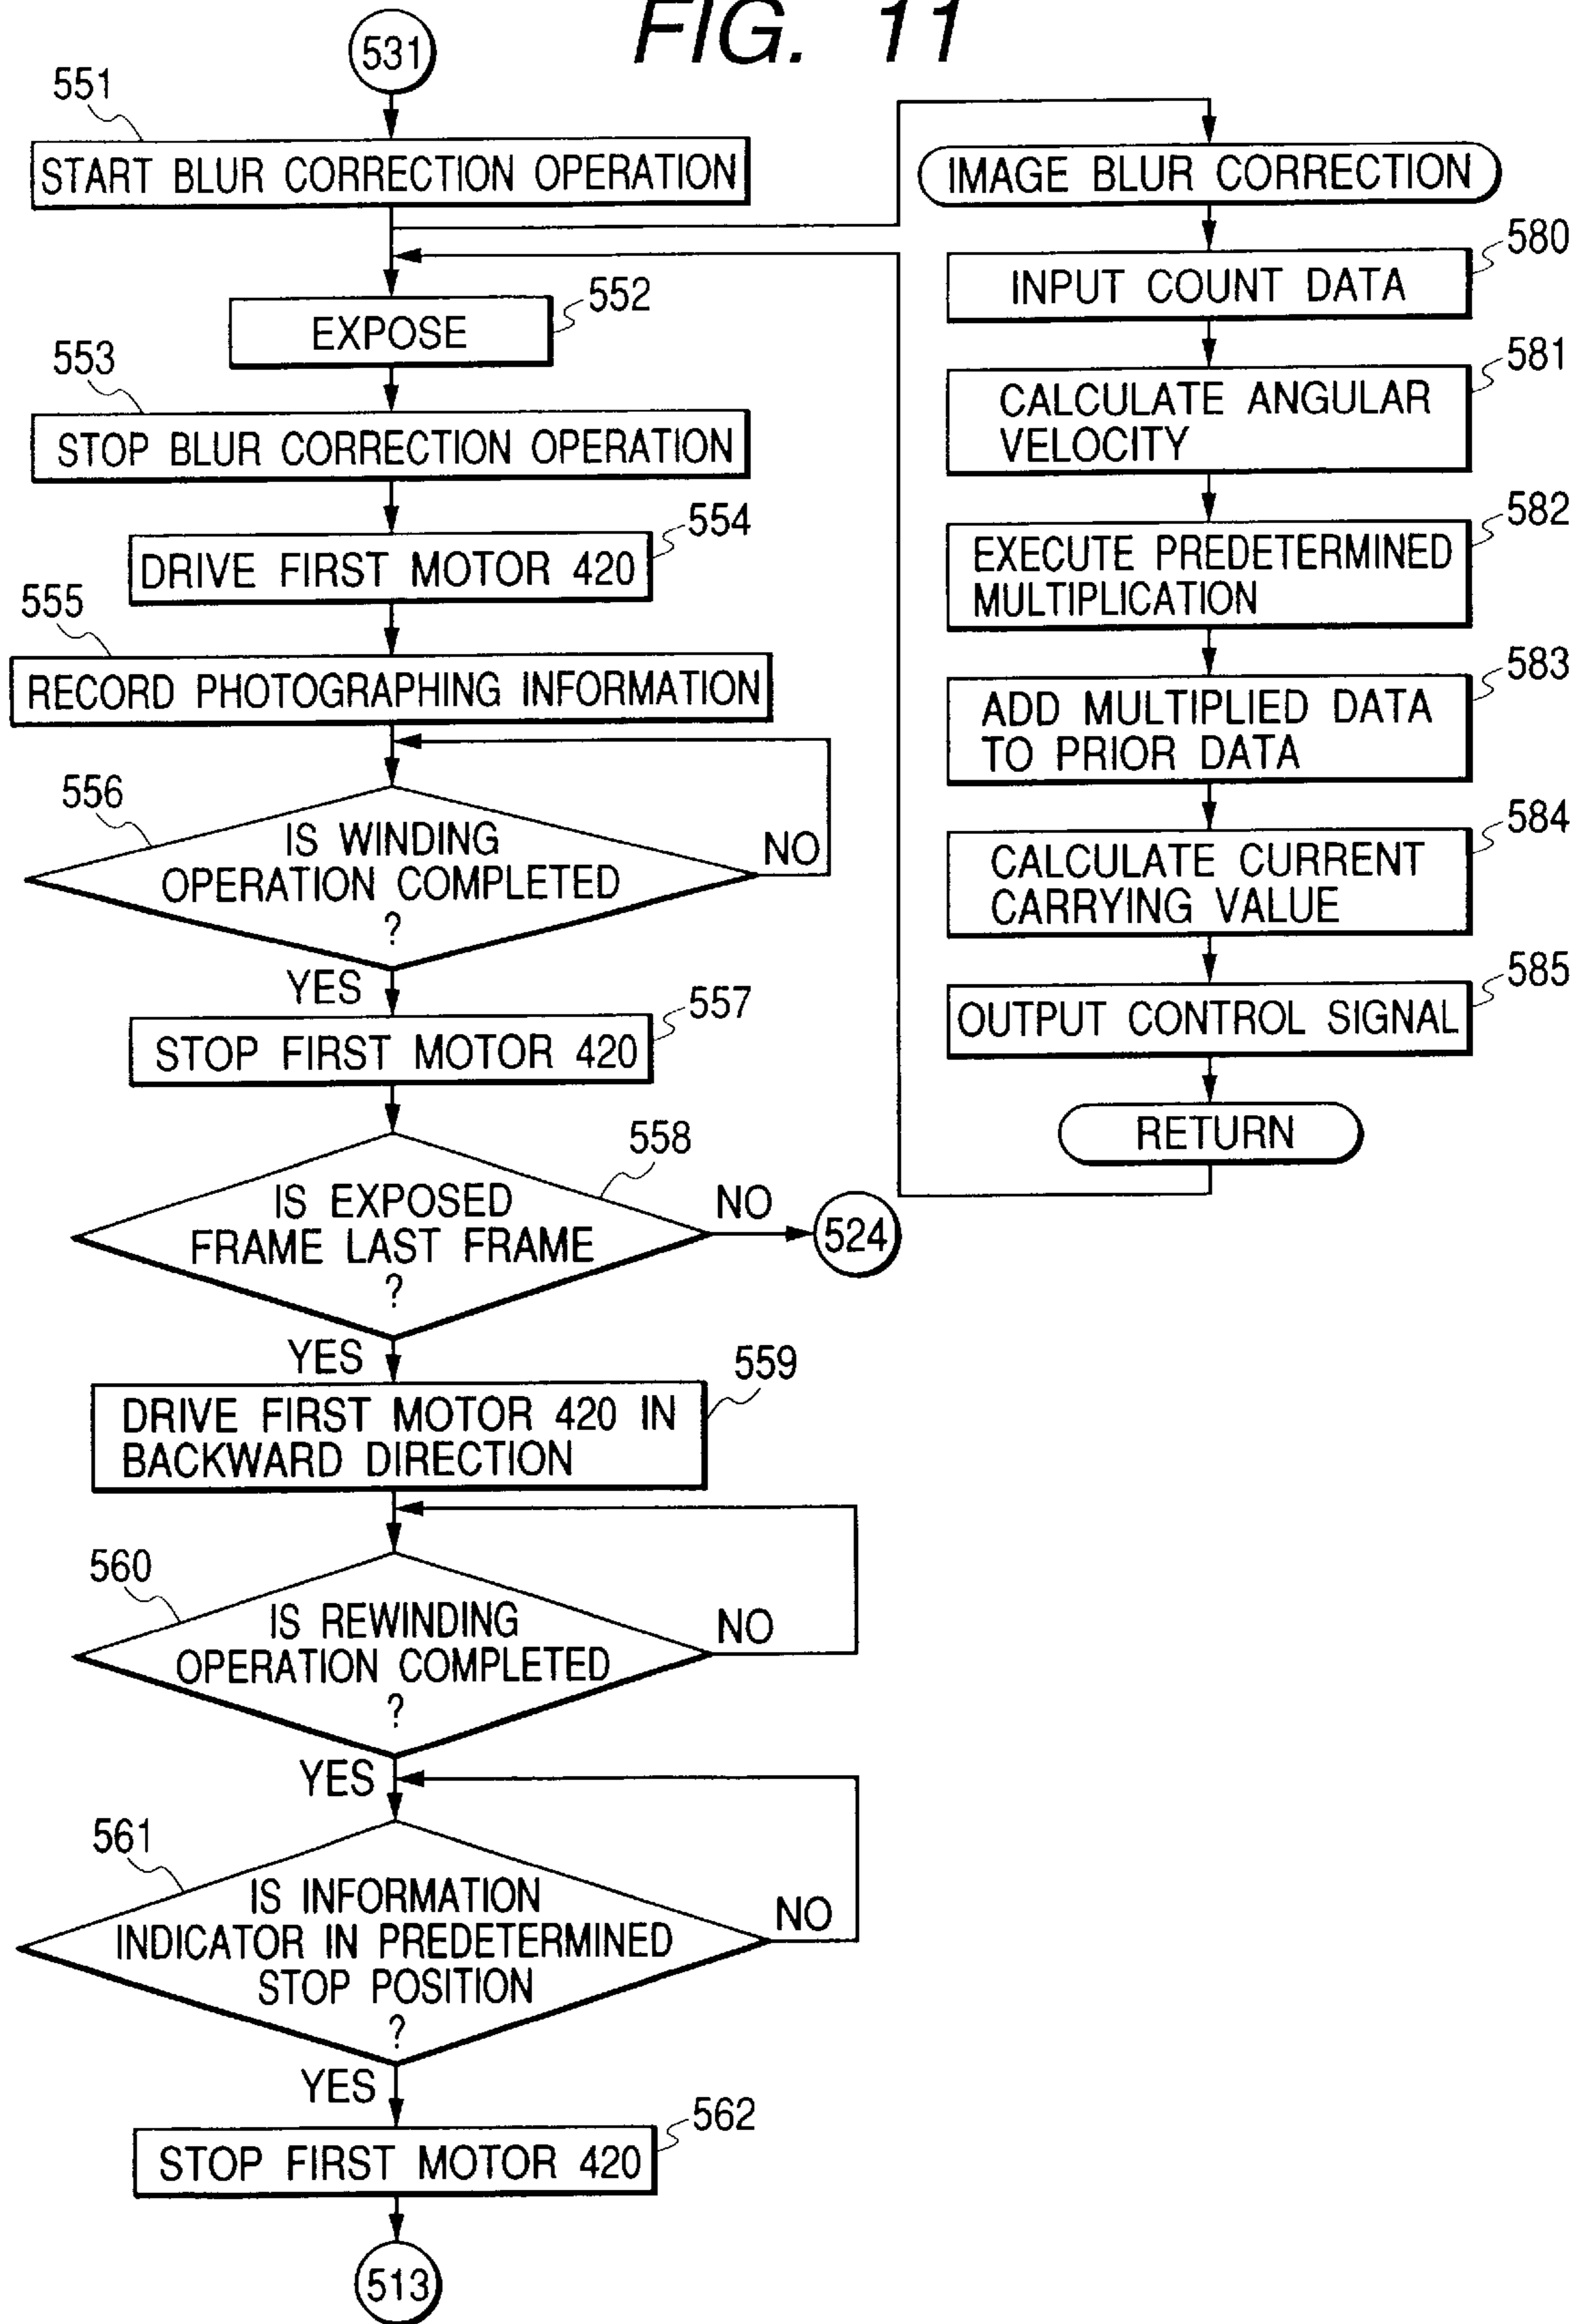 FIG. 11
531
551
START BLUR CORRECTION OPERATION
552
EXPOSE
553
STOP BLUR CORRECTION OPERATION
554
DRIVE FIRST MOTOR 420
555
RECORD PHOTOGRAPHING INFORMATION
556
IS WINDING
OPERATION COMPLETED
?
NO
YES
557
STOP FIRST MOTOR 420
558
IS EXPOSED
FRAME LAST FRAME
?
NO
524
YES
559
DRIVE FIRST MOTOR 420 IN
BACKWARD DIRECTION
560
IS REWINDING
OPERATION COMPLETED
?
NO
YES
561
IS INFORMATION
INDICATOR IN PREDETERMINED
STOP POSITION
?
NO
YES
562
STOP FIRST MOTOR 420
513
IMAGE BLUR CORRECTION
580
INPUT COUNT DATA
581
CALCULATE ANGULAR
VELOCITY
582
EXECUTE PREDETERMINED
MULTIPLICATION
583
ADD MULTIPLIED DATA
TO PRIOR DATA
584
CALCULATE CURRENT
CARRYING VALUE
585
OUTPUT CONTROL SIGNAL
RETURN